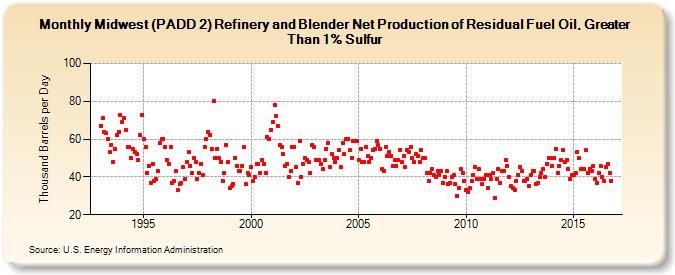 Monthly Midwest (PADD 2) Refinery and Blender Net Production of Residual Fuel Oil, Greater
Than 1% Sulfur
Thousand Barrels per Day
100
80
60
40
20
1995
2000
2005
2010
2015
Source: U.S. Energy Information Administration